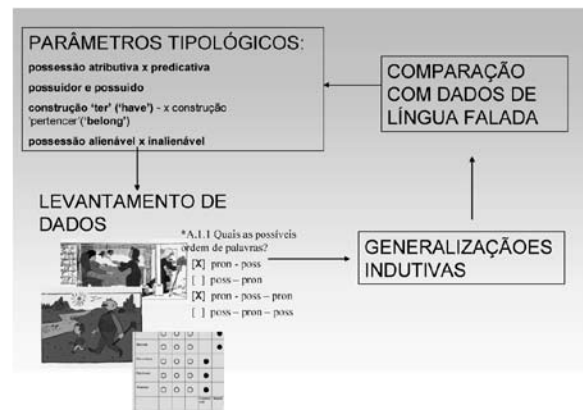 PARÂMETROS TIPOLÓGICOS:
possessão atributiva x predicativa
possuidor e possuido
construção ‘ter’ (‘have’) - x construção
‘pertencer’(‘belong’)
possessão alienável x inalienável
COMPARAÇÃO
COM DADOS DE
LÍNGUA FALADA
LEVANTAMENTO DE
DADOS
*A.1.1 Quais as possíveis
ordem de palavras?
[X] pron - poss
[ ] poss – pron
[X] pron - poss – pron
[ ] poss – pron – poss
GENERALIZAÇÃOES
INDUTIVAS